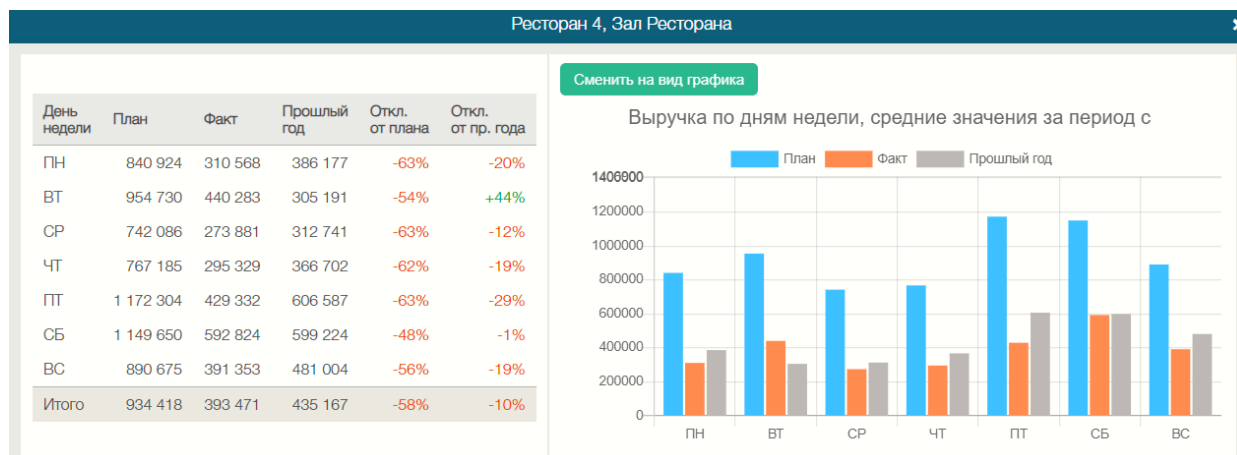 Ресторан 4, Зал Ресторана
Сменить на вид графика
День недели План Факт Прошлый год Откл. от плана Откл. от пр. года
ПН 840 924 310 568 386 177 -63% -20%
ВТ 954 730 440 283 305 191 -54% +44%
СР 742 086 273 881 312 741 -63% -12%
ЧТ 767 185 295 329 366 702 -62% -19%
ПТ 1 172 304 429 332 606 587 -63% -29%
СБ 1 149 650 592 824 599 224 -48% -1%
ВС 890 675 391 353 481 004 -56% -19%
Итого 934 418 393 471 435 167 -58% -10%
Выручка по дням недели, средние значения за период с
План Факт Прошлый год
1406900
1200000
1000000
800000
600000
400000
200000
0
ПН ВТ СР ЧТ ПТ СБ ВС